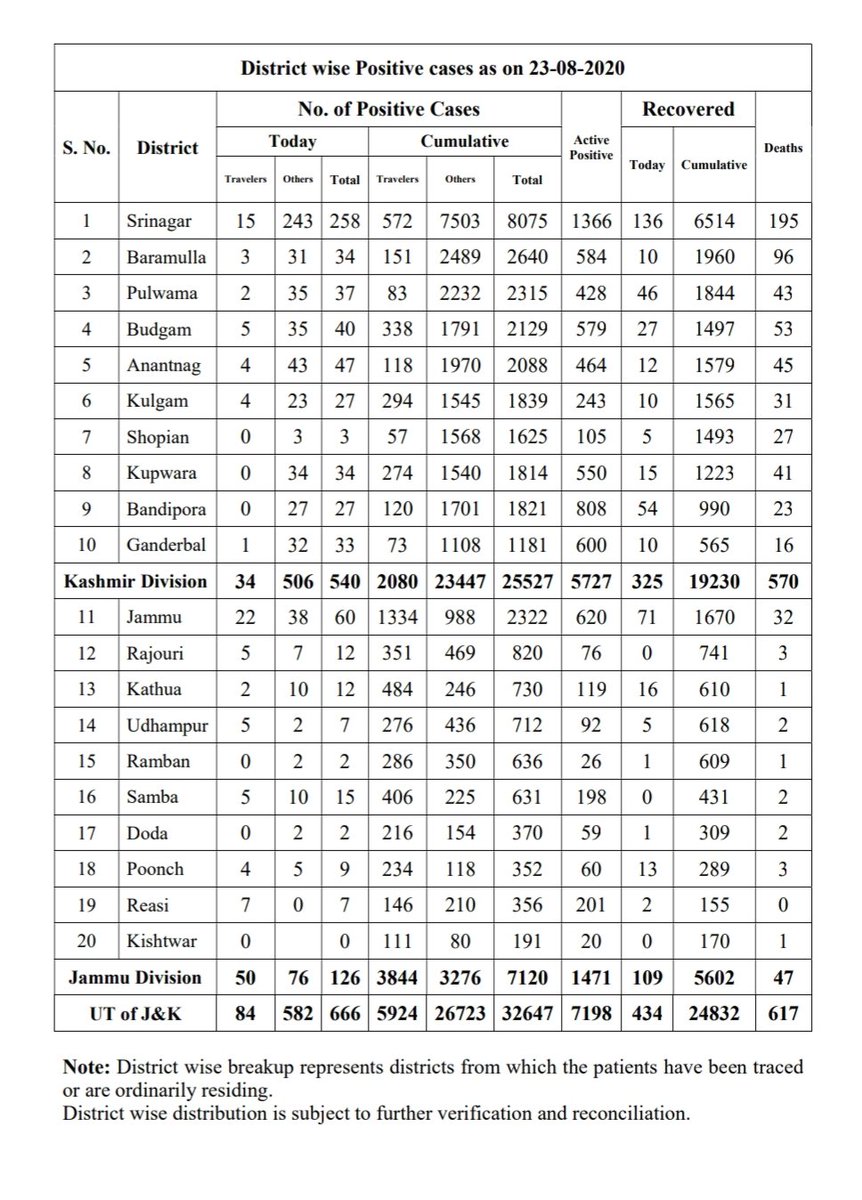 District wise Positive cases as on 23-08-2020
S. No. District No. of Positive Cases Active Positive Recovered Deaths
Today Cumulative Today Cumulative
Travelers Others Total Travelers Others Total
1 Srinagar 15 243 258 572 7503 8075 1366 136 6514 195
2 Baramulla 3 31 34 151 2489 2640 584 10 1960 96
3 Pulwama 2 35 37 83 2232 2315 428 46 1844 43
4 Budgam 5 35 40 338 1791 2129 579 27 1497 53
5 Anantnag 4 43 47 118 1970 2088 464 12 1579 45
6 Kulgam 4 23 27 294 1545 1839 243 10 1565 31
7 Shopian 0 3 3 57 1568 1625 105 5 1493 27
8 Kupwara 0 34 34 274 1540 1814 550 15 1223 41
9 Bandipora 0 27 27 120 1701 1821 808 54 990 23
10 Ganderbal 1 32 33 73 1108 1181 600 10 565 16
Kashmir Division 34 506 540 2080 23447 25527 5727 325 19230 570
11 Jammu 22 38 60 1334 988 2322 620 71 1670 32
12 Rajouri 5 7 12 351 469 820 76 0 741 3
13 Kathua 2 10 12 484 246 730 119 16 610 1
14 Udhampur 5 2 7 276 436 712 92 5 618 2
15 Ramban 0 2 2 286 350 636 26 1 609 1
16 Samba 5 10 15 406 225 631 198 0 431 2
17 Doda 0 2 2 216 154 370 59 1 309 2
18 Poonch 4 5 9 234 118 352 60 13 289 3
19 Reasi 7 0 7 146 210 356 201 2 155 0
20 Kishtwar 0 0 111 80 191 20 0 170 1
Jammu Division 50 76 126 3844 3276 7120 1471 109 5602 47
UT of J&K 84 582 666 5924 26723 32647 7198 434 24832 617
Note: District wise breakup represents districts from which the patients have been traced
or are ordinarily residing.
District wise distribution is subject to further verification and reconciliation.